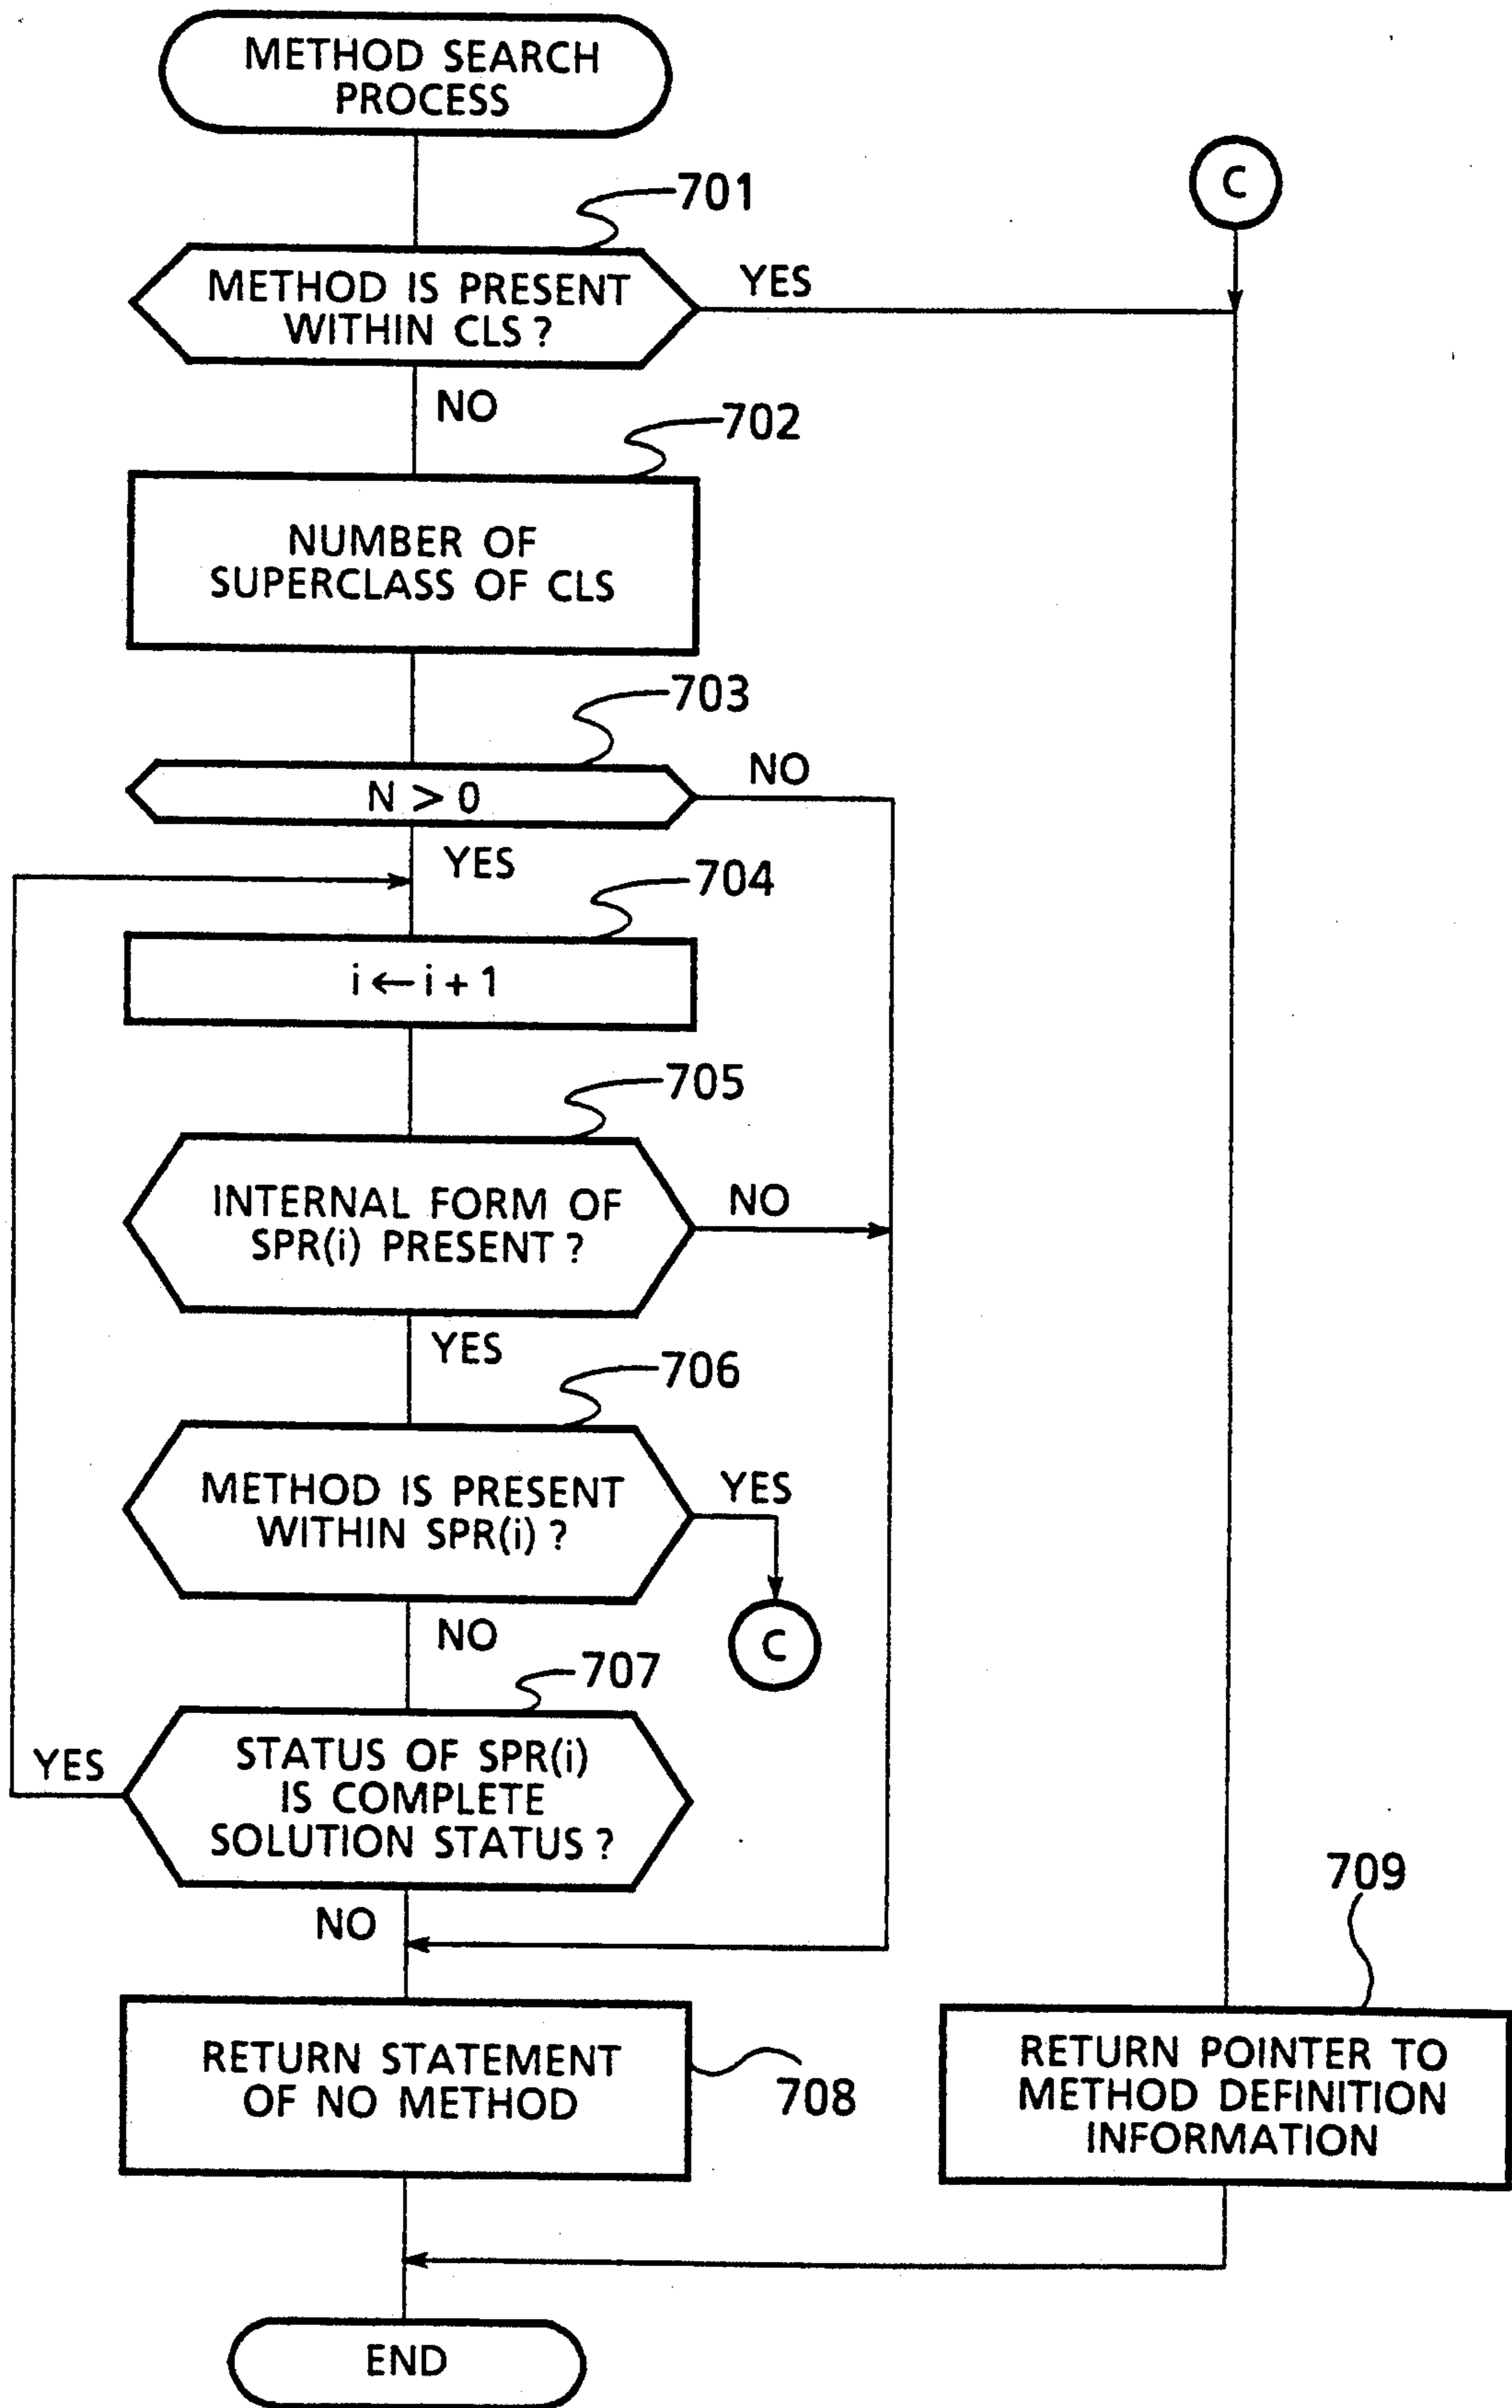 METHOD SEARCH
PROCESS
C
701
METHOD IS PRESENT
WITHIN CLS ?
YES
NO
702
NUMBER OF
SUPERCLASS OF CLS
703
N > 0
NO
YES
704
i ← i + 1
705
INTERNAL FORM OF
SPR(i) PRESENT ?
NO
YES
706
METHOD IS PRESENT
WITHIN SPR(i) ?
YES
C
NO
707
STATUS OF SPR(i)
IS COMPLETE
SOLUTION STATUS ?
YES
NO
708
RETURN STATEMENT
OF NO METHOD
709
RETURN POINTER TO
METHOD DEFINITION
INFORMATION
END